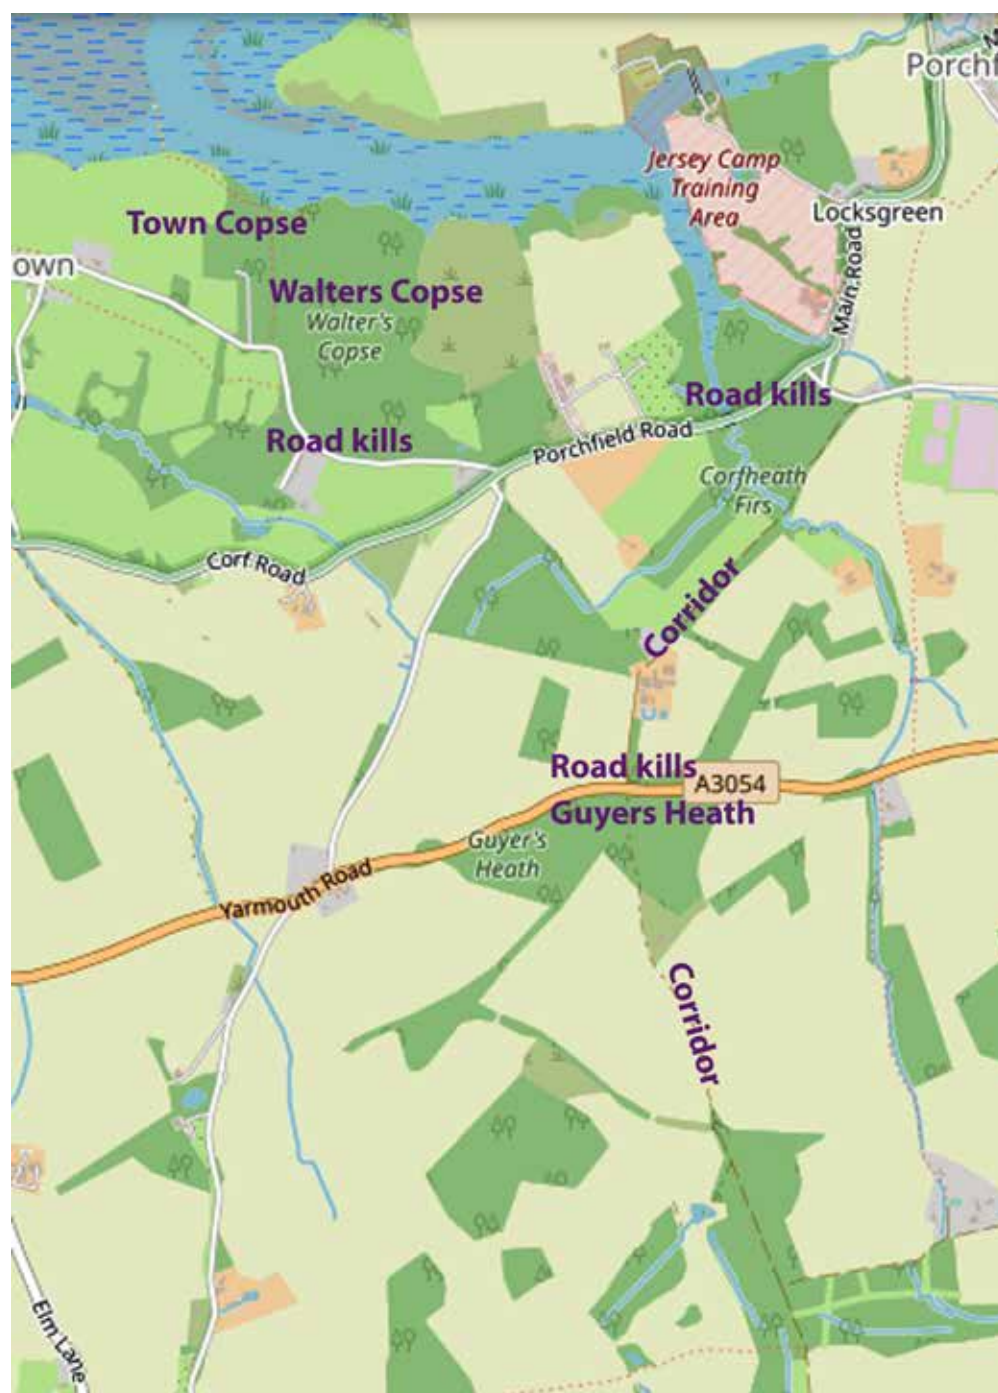 Porchf
Jersey Camp
Training
Area
Locksgreen
Town Copse
own
Walters Copse
Walter's
Copse
Main Road
Road kills
Road kills
Porchfield Road
Corfheath
Firs
Corf Road
Corridor
Road kills
A3054
Guyers Heath
Guyer's
Heath
Yarmouth Road
Corridor
Elm Lane